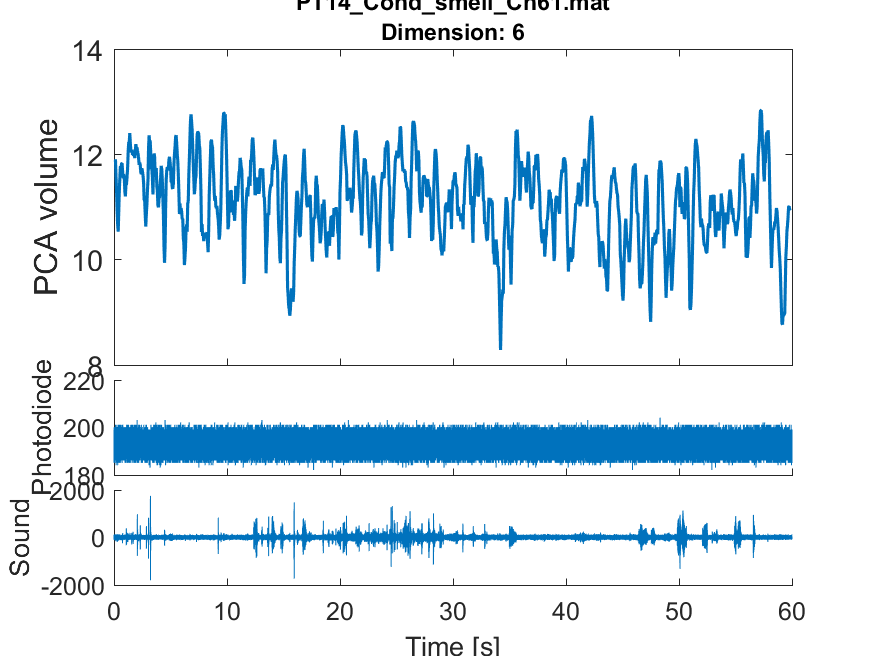 PT14_Cond_smell_Ch61.mat
Dimension: 6
14
12
10
8
PCA volume
220
200
180
Photodiode
2000
0
-2000
Sound
0 10 20 30 40 50 60
Time [s]